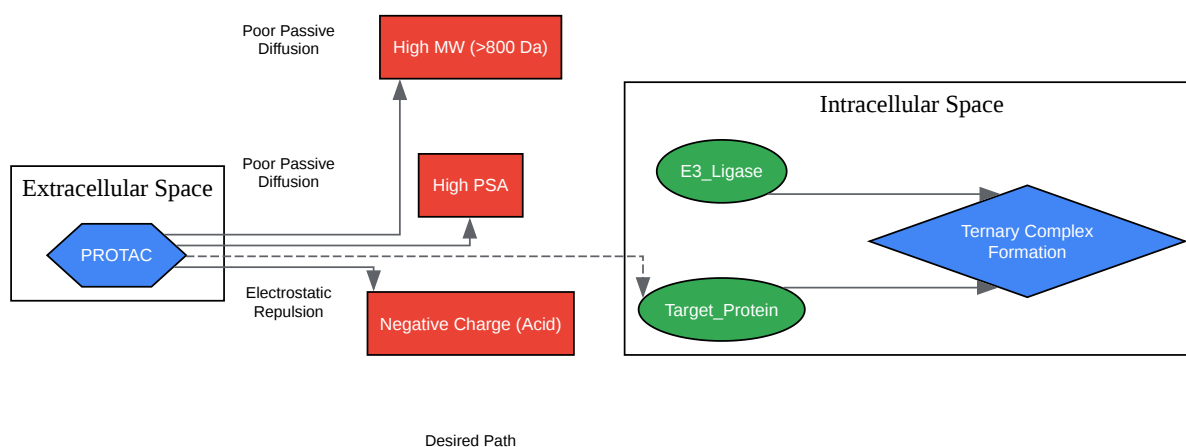 Poor Passive
Diffusion
High MW (>800 Da)
Intracellular Space
Poor Passive
Diffusion
High PSA
E3_Ligase
Extracellular Space
PROTAC
Ternary Complex
Formation
Electrostatic
Repulsion
Negative Charge (Acid)
Target_Protein
Desired Path